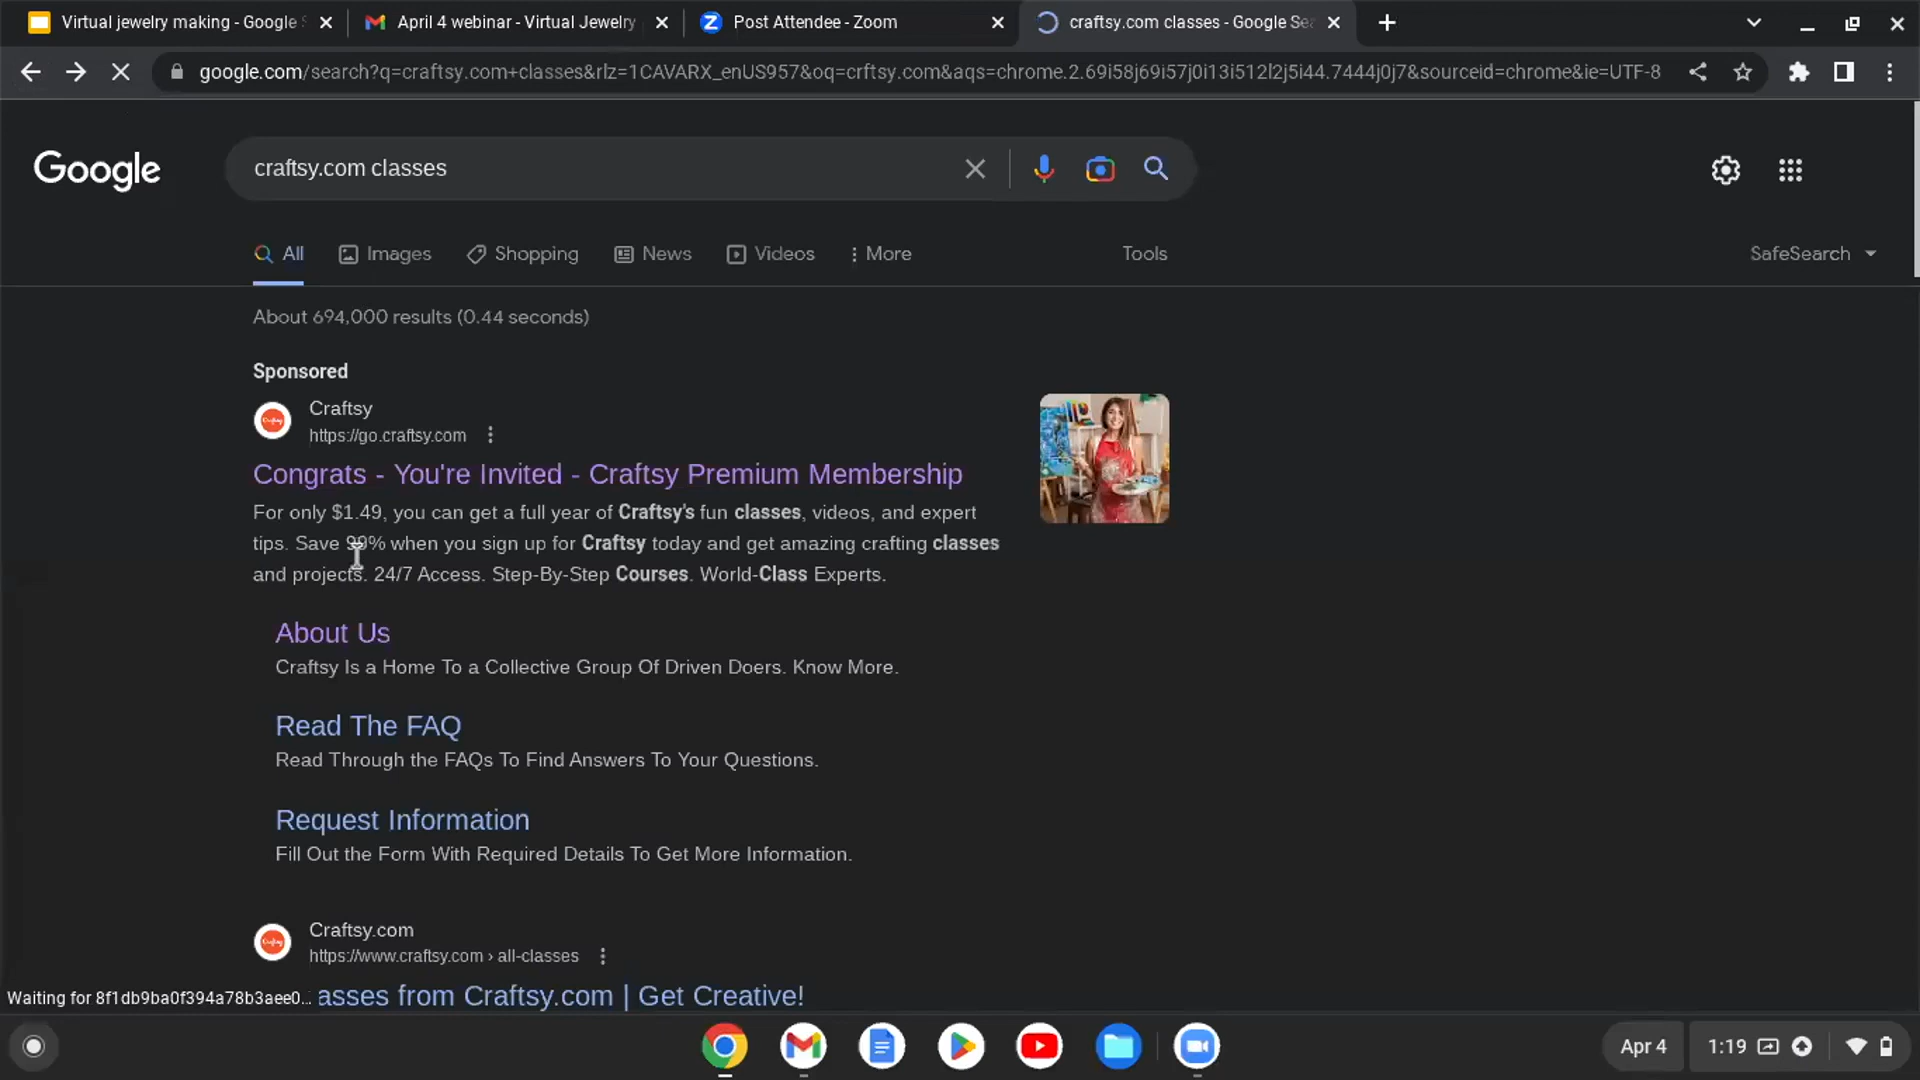 Virtual jewelry making - Google S
April 4 webinar - Virtual Jewelry
Post Attendee - Zoom
craftsy.com classes - Google Sea
google.com/search?q=craftsy.com+classes&rlz=1CAVARX_enUS957&oq=crftsy.com&aqs=chrome.2.69i58j69i57j0i13i512l2j5i44.7444j0j7&sourceid=chrome&ie=UTF-8
Google
craftsy.com classes
All Images Shopping News Videos More Tools SafeSearch
About 694,000 results (0.44 seconds)
Sponsored
Craftsy
https://go.craftsy.com
Congrats - You're Invited - Craftsy Premium Membership
For only $1.49, you can get a full year of Craftsy's fun classes, videos, and expert
tips. Save 99% when you sign up for Craftsy today and get amazing crafting classes
and projects. 24/7 Access. Step-By-Step Courses. World-Class Experts.
About Us
Craftsy Is a Home To a Collective Group Of Driven Doers. Know More.
Read The FAQ
Read Through the FAQs To Find Answers To Your Questions.
Request Information
Fill Out the Form With Required Details To Get More Information.
Craftsy.com
https://www.craftsy.com › all-classes
asses from Craftsy.com | Get Creative!
Waiting for 8f1db9ba0f394a78b3aee0...
Apr 4 1:19